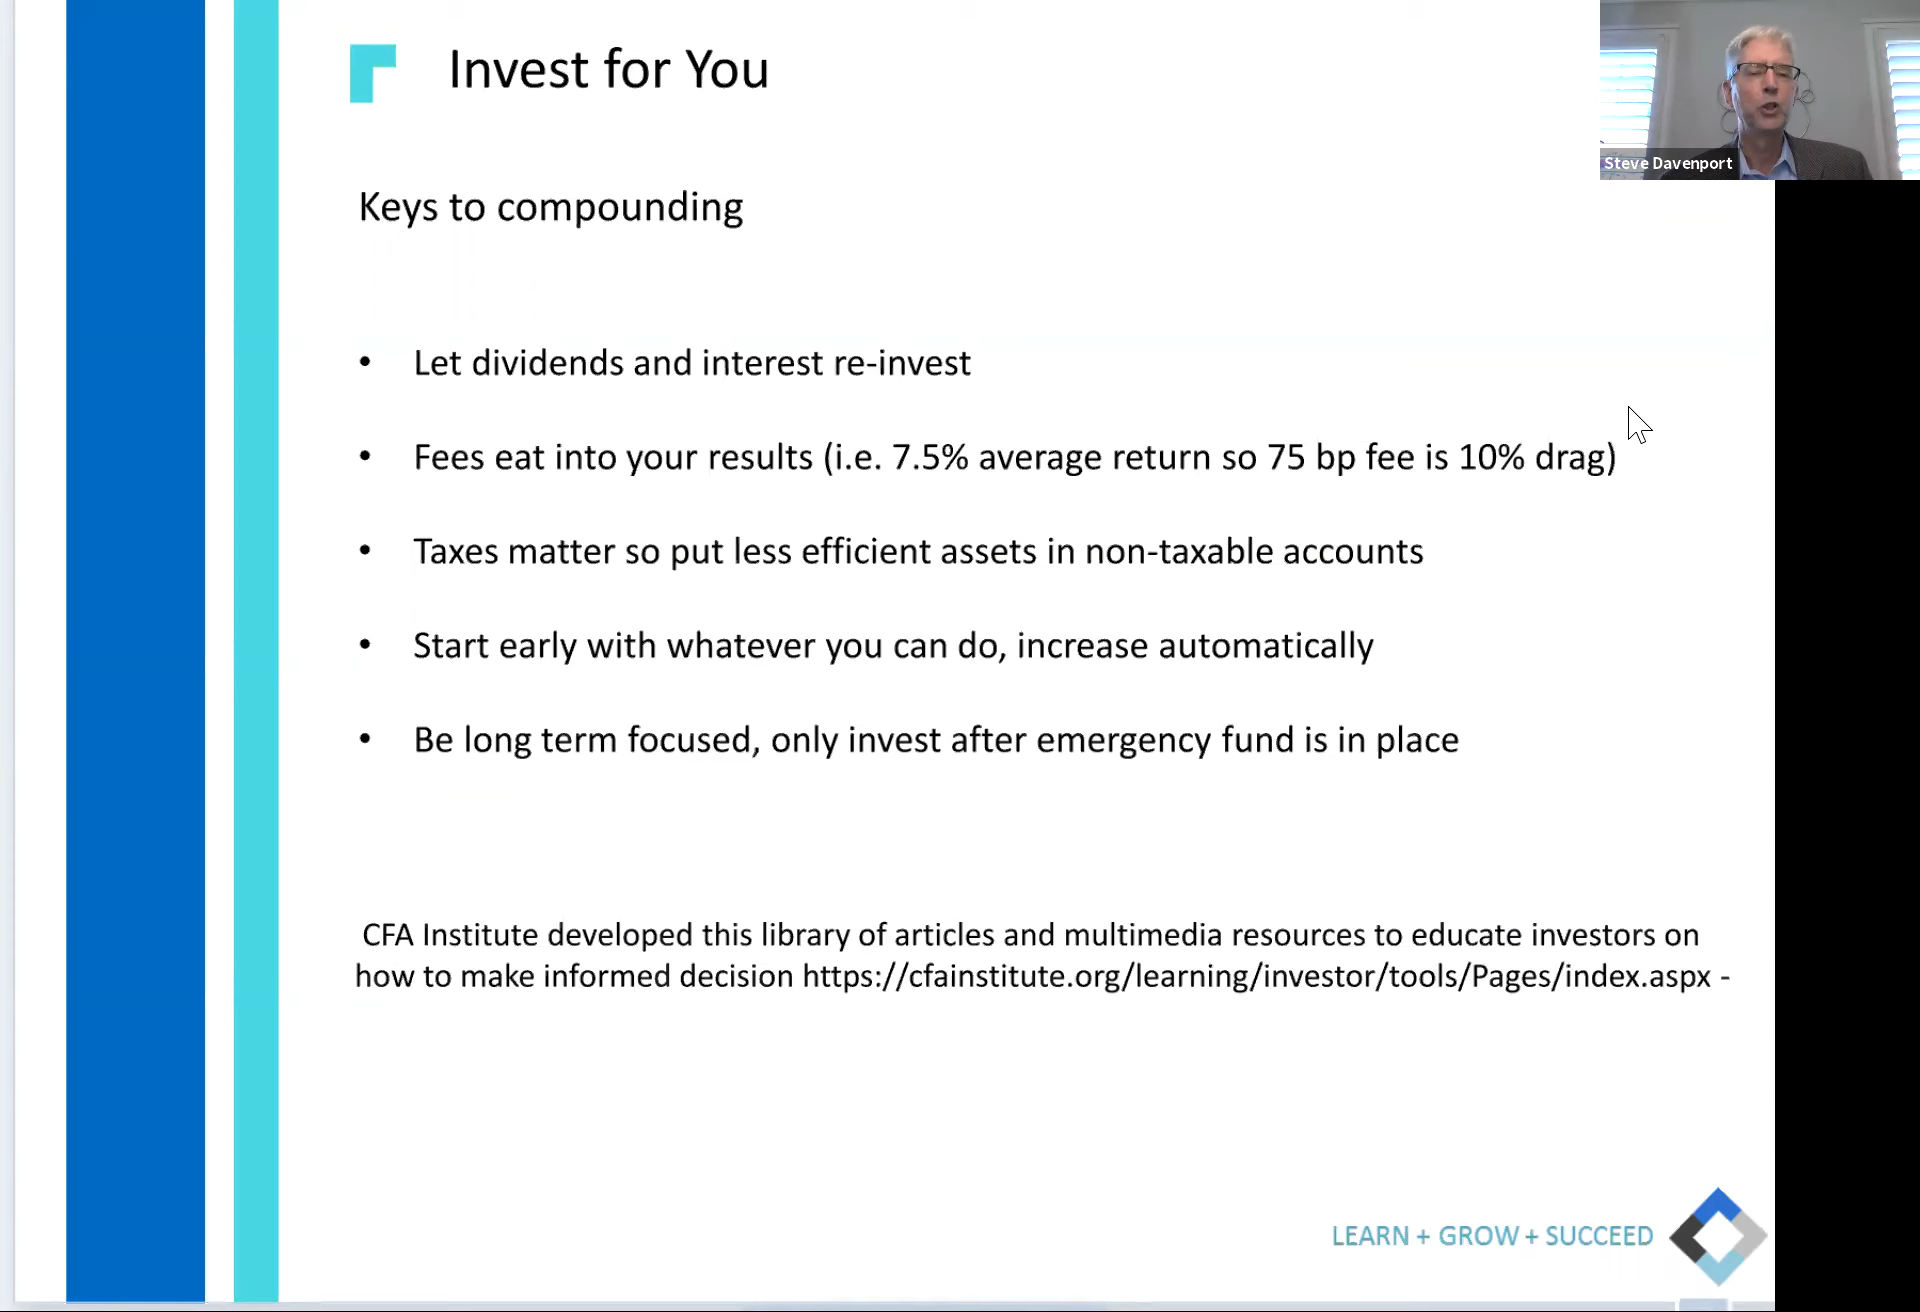 Invest for You
Steve Davenport
Keys to compounding
• Let dividends and interest re-invest
• Fees eat into your results (i.e. 7.5% average return so 75 bp fee is 10% drag)
• Taxes matter so put less efficient assets in non-taxable accounts
• Start early with whatever you can do, increase automatically
• Be long term focused, only invest after emergency fund is in place
CFA Institute developed this library of articles and multimedia resources to educate investors on
how to make informed decision https://cfainstitute.org/learning/investor/tools/Pages/index.aspx -
LEARN + GROW + SUCCEED